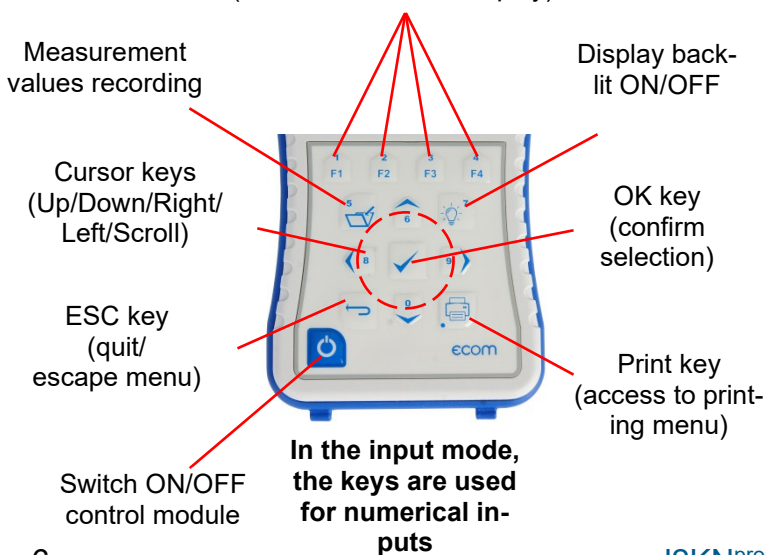 Measurement
values recording
Display back-
lit ON/OFF
1 2 3 4
F1 F2 F3 F4
Cursor keys
(Up/Down/Right/
Left/Scroll)
5
6
7
8
9
0
OK key
(confirm
selection)
ESC key
(quit/
escape menu)
ecom
Print key
(access to print-
ing menu)
In the input mode,
the keys are used
for numerical in-
puts
Switch ON/OFF
control module